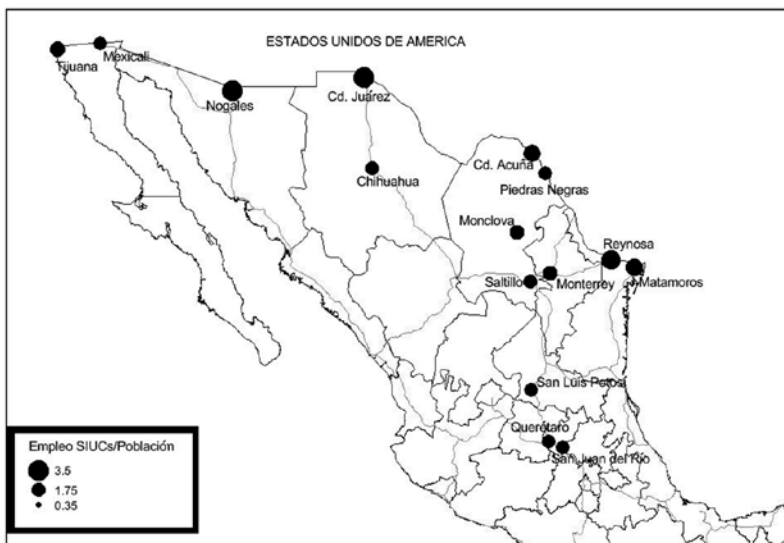 ESTADOS UNIDOS DE AMERICA
Tijuana
Mexicali
Nogales
Cd. Juárez
Chihuahua
Cd. Acuña
Piedras Negras
Monclova
Reynosa
Saltillo
Monterrey
Matamoros
San Luis Potosí
Querétaro
San Juan del Río
Empleo SIUCs/Población
3.5
1.75
0.35